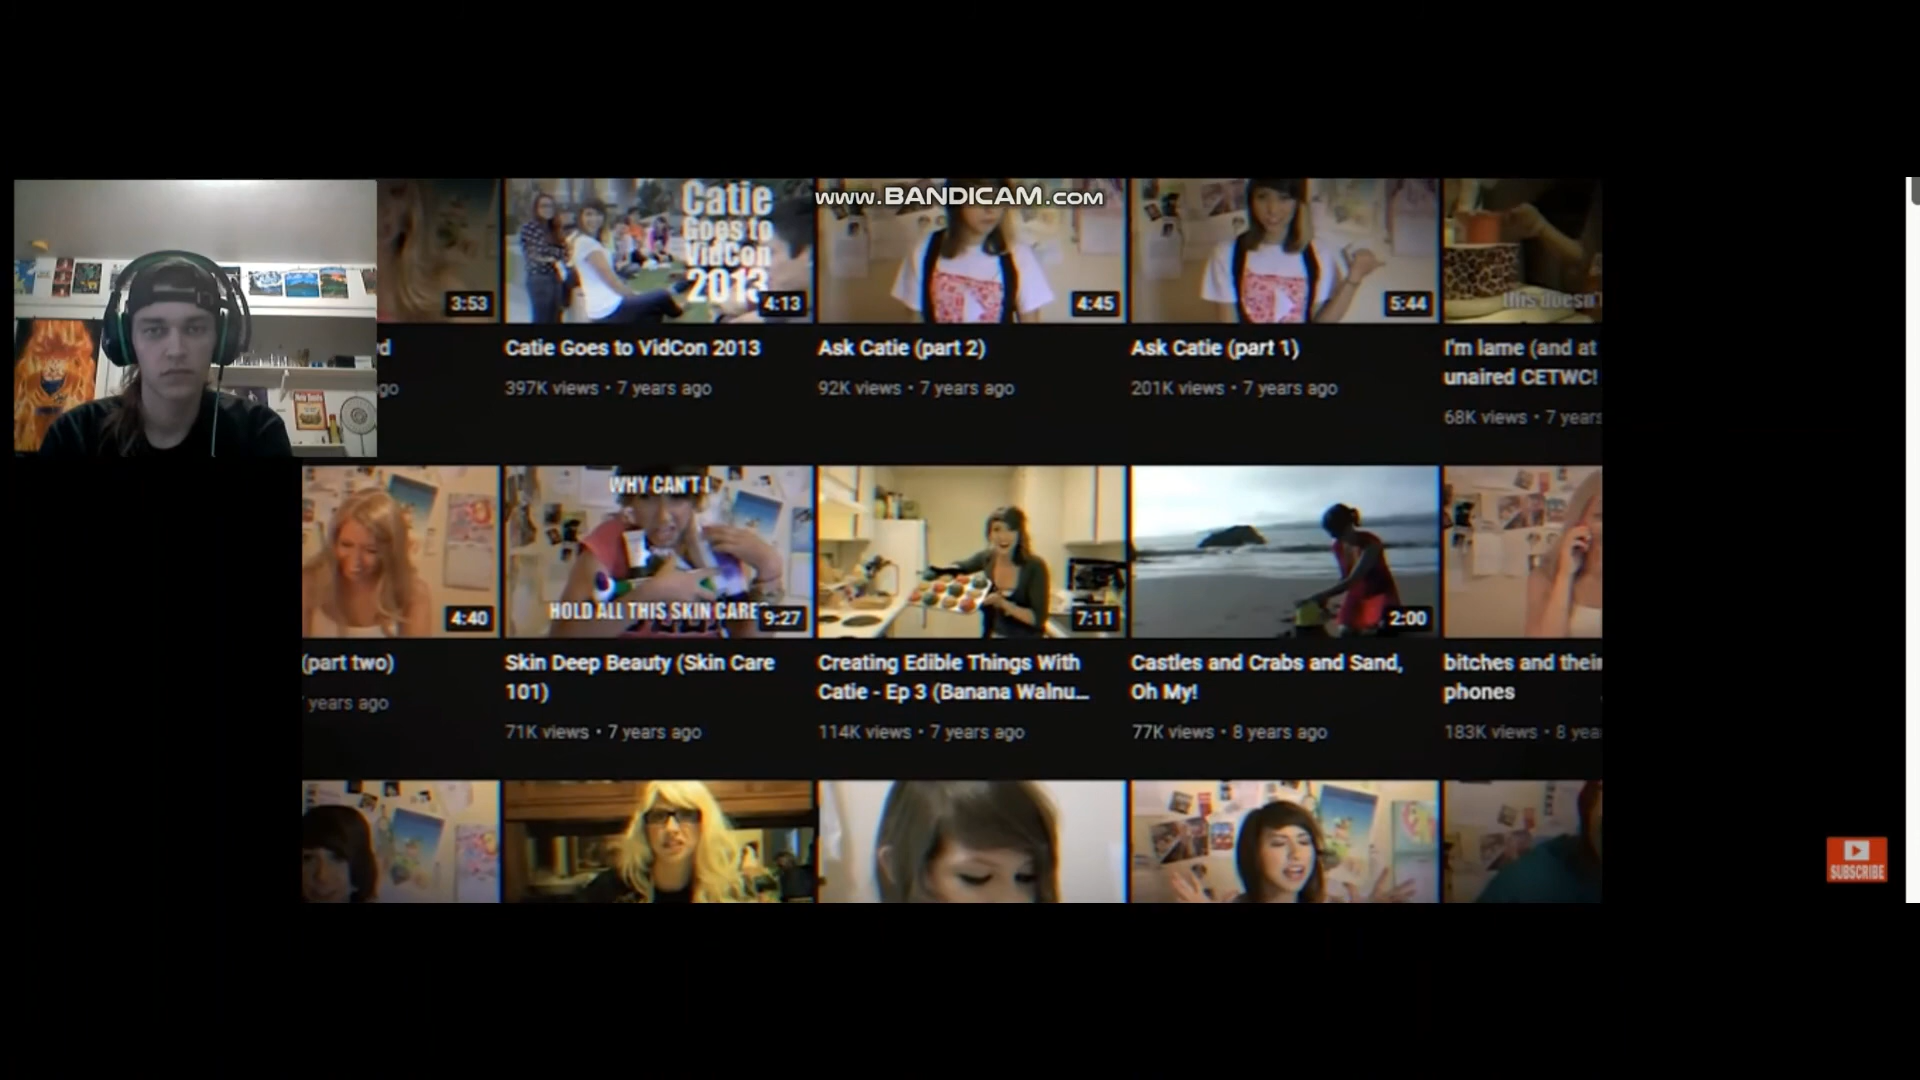 www.BANDICAM.com
Catie
Goes to
VidCon
2013
3:53
4:13
4:45
5:44
this doesn't
Catie Goes to VidCon 2013
Ask Catie (part 2)
Ask Catie (part 1)
I'm lame (and at
unaired CETWC!
397K views • 7 years ago
92K views • 7 years ago
201K views • 7 years ago
68K views • 7 years
WHY CAN'T I
HOLD ALL THIS SKIN CARE?
4:40
9:27
7:11
2:00
(part two)
Skin Deep Beauty (Skin Care
101)
Creating Edible Things With
Catie - Ep 3 (Banana Walnu...
Castles and Crabs and Sand,
Oh My!
bitches and their
phones
years ago
71K views • 7 years ago
114K views • 7 years ago
77K views • 8 years ago
183K views • 8 yea
SUBSCRIBE